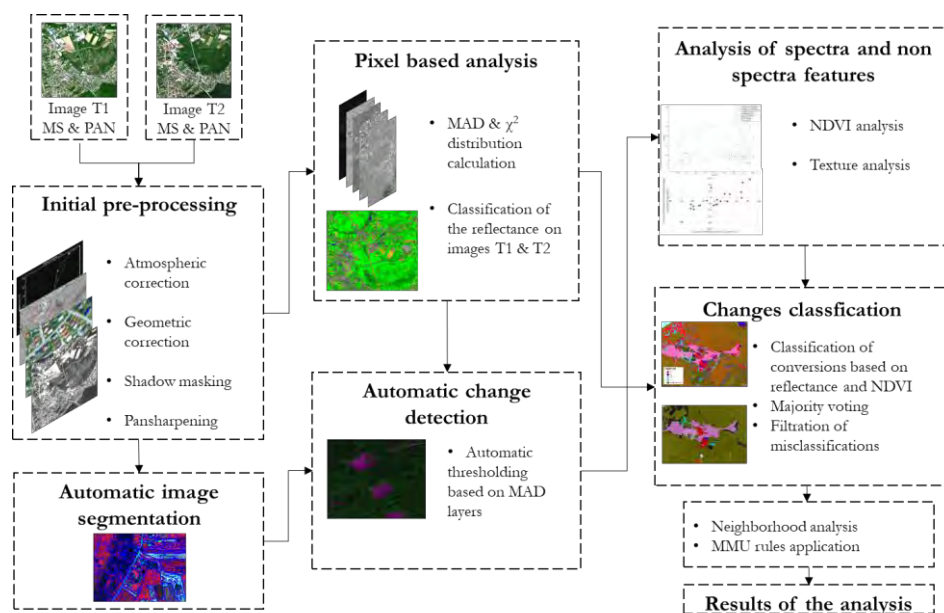 Image T1
MS & PAN
Image T2
MS & PAN
Initial pre-processing
• Atmospheric
correction
• Geometric
correction
• Shadow masking
• Pansharpening
Automatic image
segmentation
Pixel based analysis
• MAD & χ²
distribution
calculation
• Classification of
the reflectance on
images T1 & T2
Automatic change
detection
• Automatic
thresholding
based on MAD
layers
Analysis of spectra and non
spectra features
• NDVI analysis
• Texture analysis
Changes classfication
• Classification of
conversions based on
reflectance and NDVI
• Majority voting
• Filtration of
misclassifications
• Neighborhood analysis
• MMU rules application
Results of the analysis